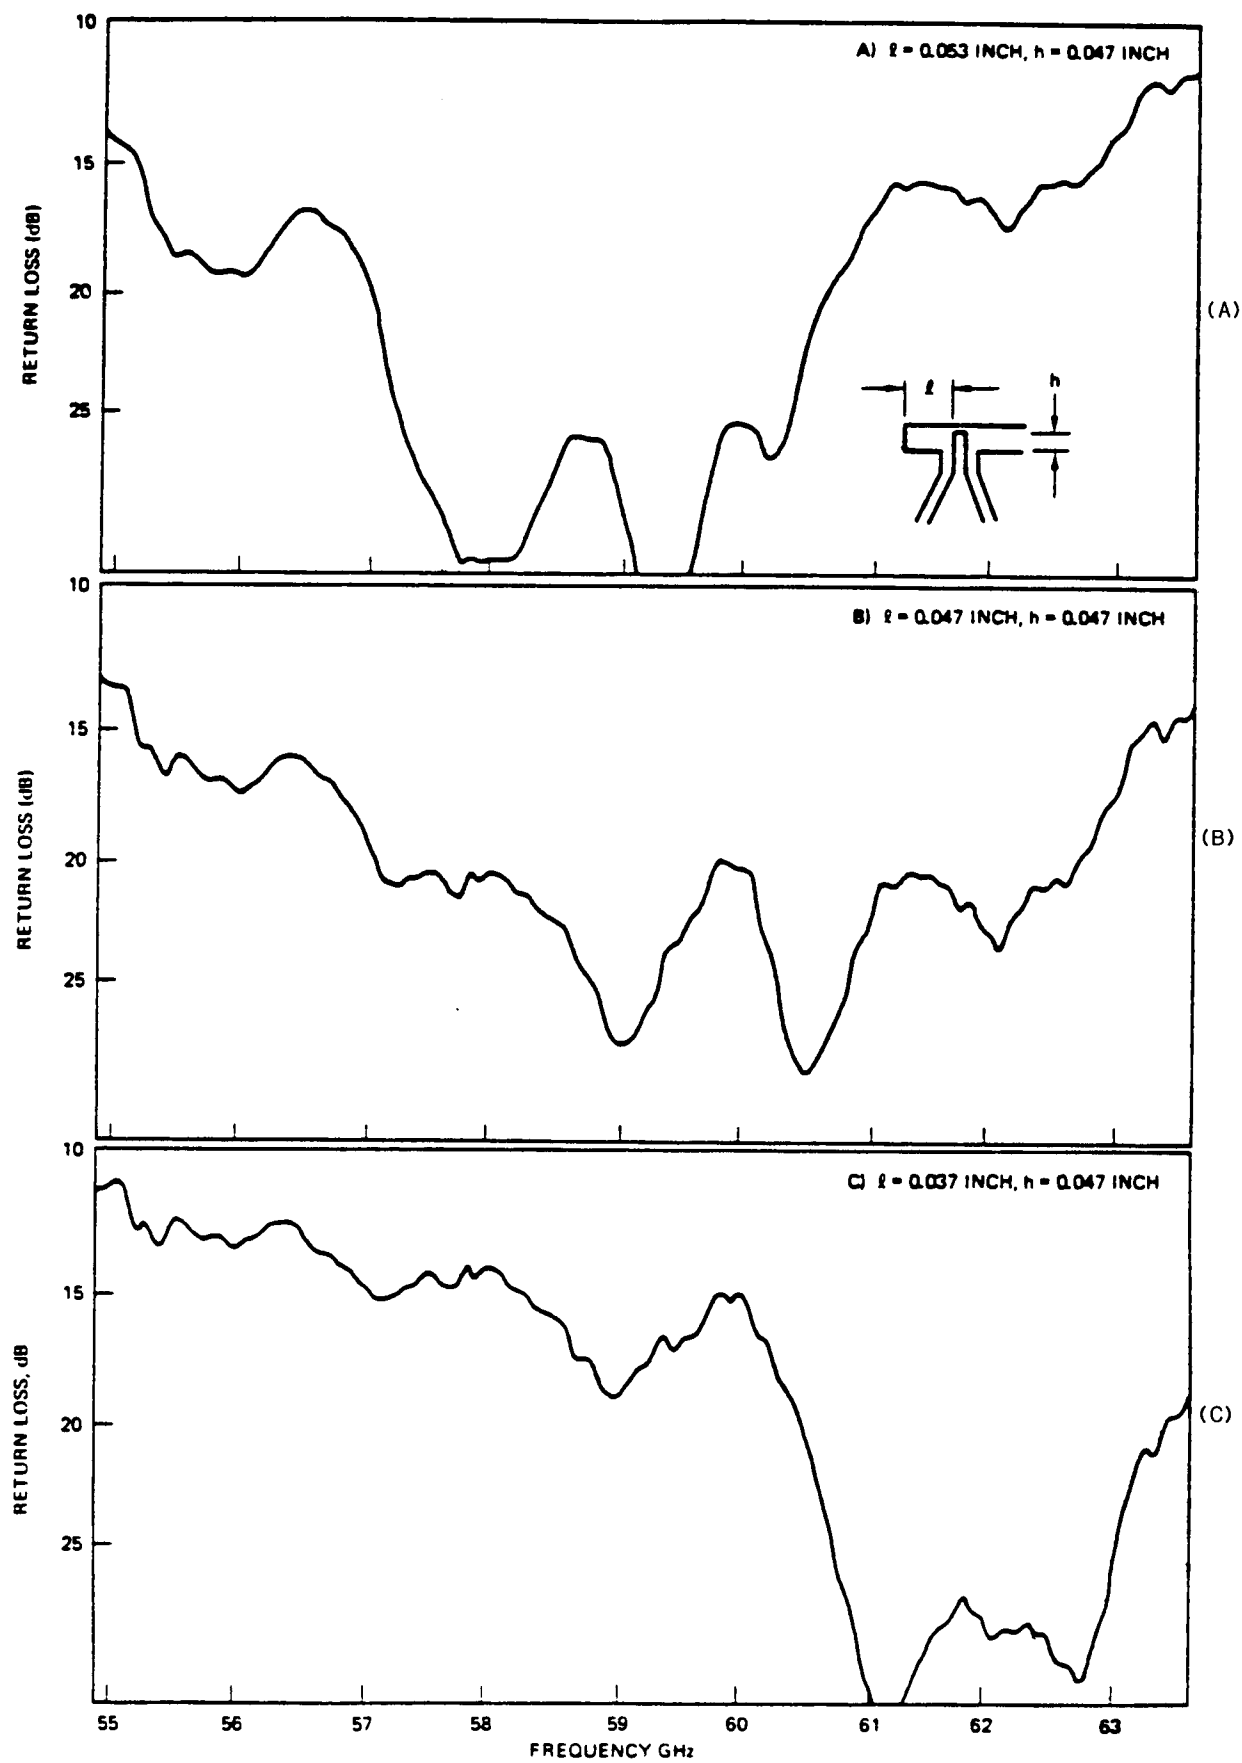 10
A) ℓ = 0.053 INCH, h = 0.047 INCH
15
20
25
RETURN LOSS (dB)
(A)
ℓ
h
10
B) ℓ = 0.047 INCH, h = 0.047 INCH
15
20
25
RETURN LOSS (dB)
(B)
10
C) ℓ = 0.037 INCH, h = 0.047 INCH
15
20
25
RETURN LOSS, dB
(C)
55 56 57 58 59 60 61 62 63
FREQUENCY GHz